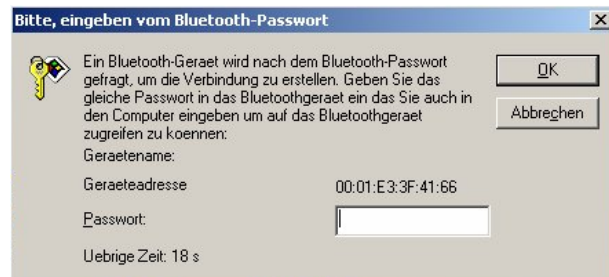 Bitte, eingeben vom Bluetooth-Passwort
Ein Bluetooth-Geraet wird nach dem Bluetooth-Passwort
gefragt, um die Verbindung zu erstellen. Geben Sie das
gleiche Passwort in das Bluetoothgeraet ein das Sie auch in
den Computer eingeben um auf das Bluetoothgeraet
zugreifen zu koennen:
OK
Abbrechen
Geraetename:
Geraeteadresse 00:01:E3:3F:41:66
Passwort:
Uebrige Zeit: 18 s